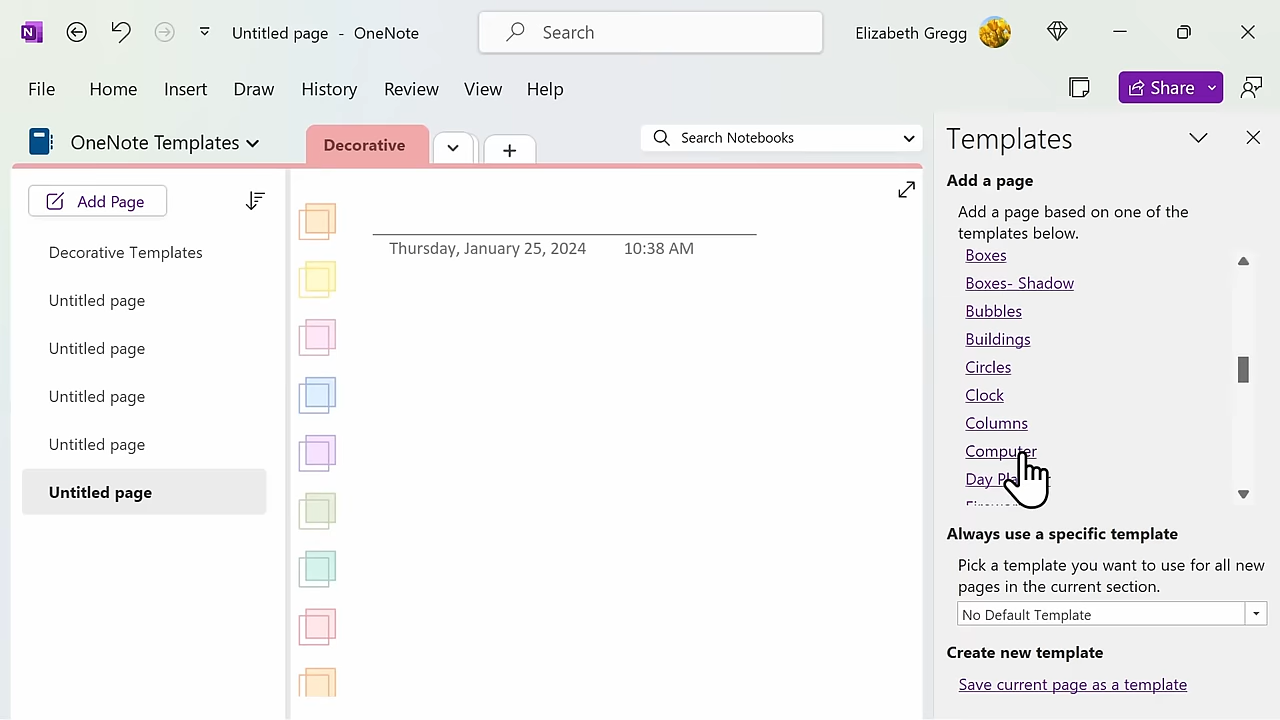 Untitled page - OneNote
Search
Elizabeth Gregg
File Home Insert Draw History Review View Help
Share
OneNote Templates
Decorative
Search Notebooks
Add Page
Decorative Templates
Untitled page
Untitled page
Untitled page
Untitled page
Untitled page
Thursday, January 25, 2024 10:38 AM
Templates
Add a page
Add a page based on one of the
templates below.
Boxes
Boxes- Shadow
Bubbles
Buildings
Circles
Clock
Columns
Computer
Day
Always use a specific template
Pick a template you want to use for all new
pages in the current section.
No Default Template
Create new template
Save current page as a template